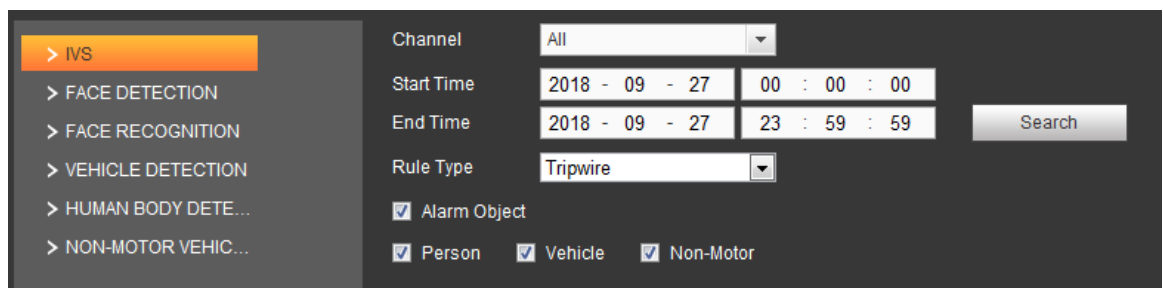 > IVS
> FACE DETECTION
> FACE RECOGNITION
> VEHICLE DETECTION
> HUMAN BODY DETE...
> NON-MOTOR VEHIC...
Channel All
Start Time 2018 - 09 - 27 00 : 00 : 00
End Time 2018 - 09 - 27 23 : 59 : 59 Search
Rule Type Tripwire
Alarm Object
Person Vehicle Non-Motor